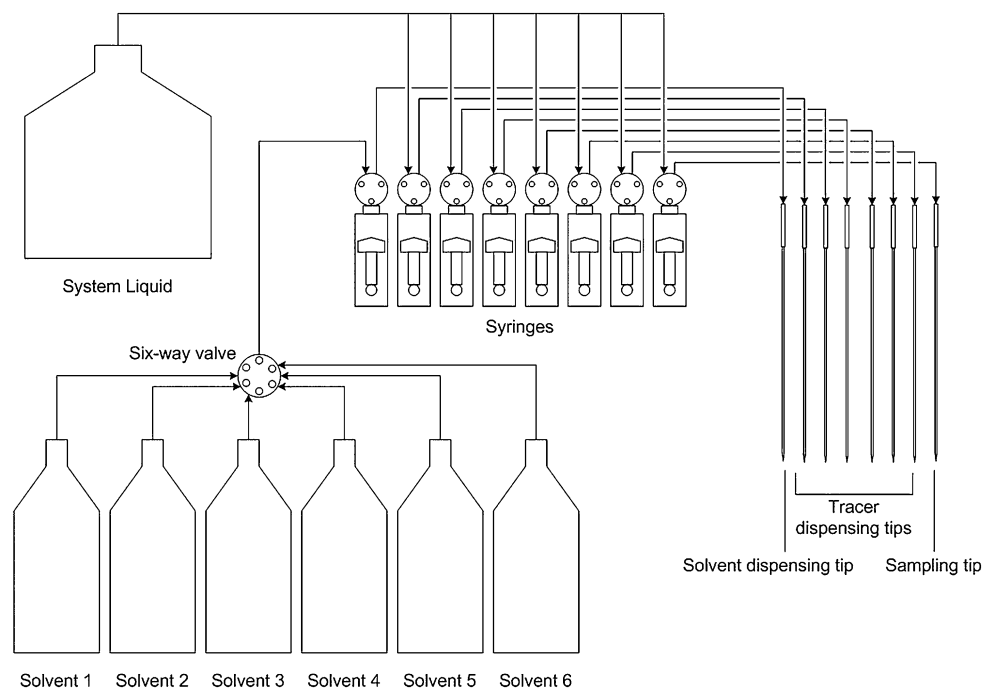 System Liquid
Syringes
Six-way valve
Tracer
dispensing tips
Solvent dispensing tip
Sampling tip
Solvent 1
Solvent 2
Solvent 3
Solvent 4
Solvent 5
Solvent 6